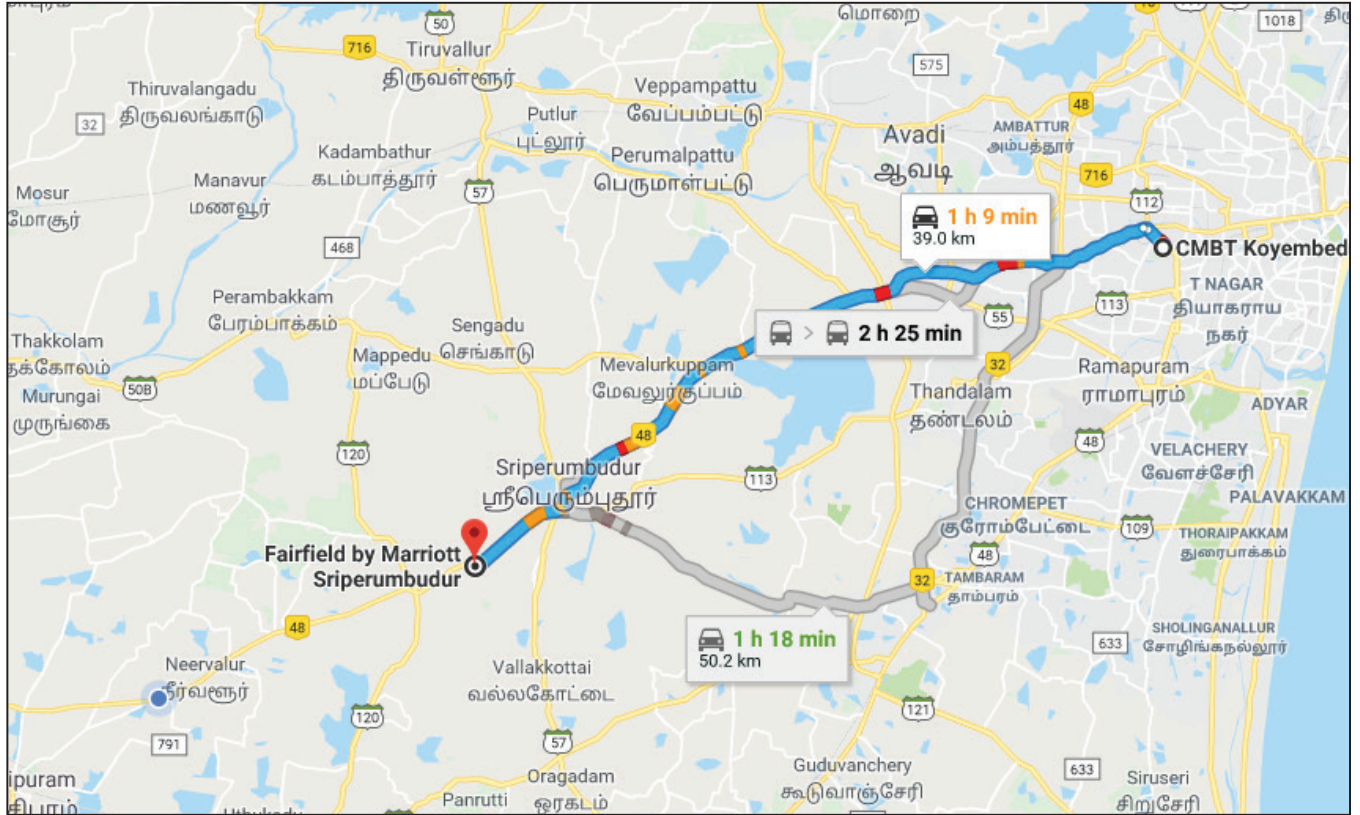 50
மொறை
48
1018
716
Tiruvallur
திருவள்ளூர்
575
Thiruvalangadu
திருவலங்காடு
32
Veppampattu
வேப்பம்பட்டு
48
Putlur
புட்லூர்
Avadi
ஆவடி
AMBATTUR
அம்பத்தூர்
Kadambathur
கடம்பாத்தூர்
Perumalpattu
பெருமாள்பட்டு
716
Mosur
மோசூர்
Manavur
மணவூர்
57
112
1 h 9 min
39.0 km
468
CMBT Koyembed
T NAGAR
தியாகராய
நகர்
Perambakkam
பேரம்பாக்கம்
113
55
Sengadu
செங்காடு
2 h 25 min
Thakkolam
தக்கோலம்
Mappedu
மப்பேடு
Mevalurkuppam
மேவலூர்குப்பம்
32
Ramapuram
ராமாபுரம்
50B
Murungai
முருங்கை
Thandalam
தண்டலம்
ADYAR
48
48
120
VELACHERY
வேளச்சேரி
Sriperumbudur
ஸ்ரீபெரும்புதூர்
113
PALAVAKKAM
CHROMEPET
குரோம்பேட்டை
109
THORAIPAKKAM
துரைபாக்கம்
Fairfield by Marriott
Sriperumbudur
48
32
TAMBARAM
தாம்பரம்
48
1 h 18 min
50.2 km
633
SHOLINGANALLUR
சோழிங்கநல்லூர்
Neervalur
நீர்வளூர்
Vallakkottai
வல்லகோட்டை
120
121
791
57
633
Guduvanchery
கூடுவாஞ்சேரி
Oragadam
ஒரகடம்
Siruseri
சிறுசேரி
ipuram
Panrutti